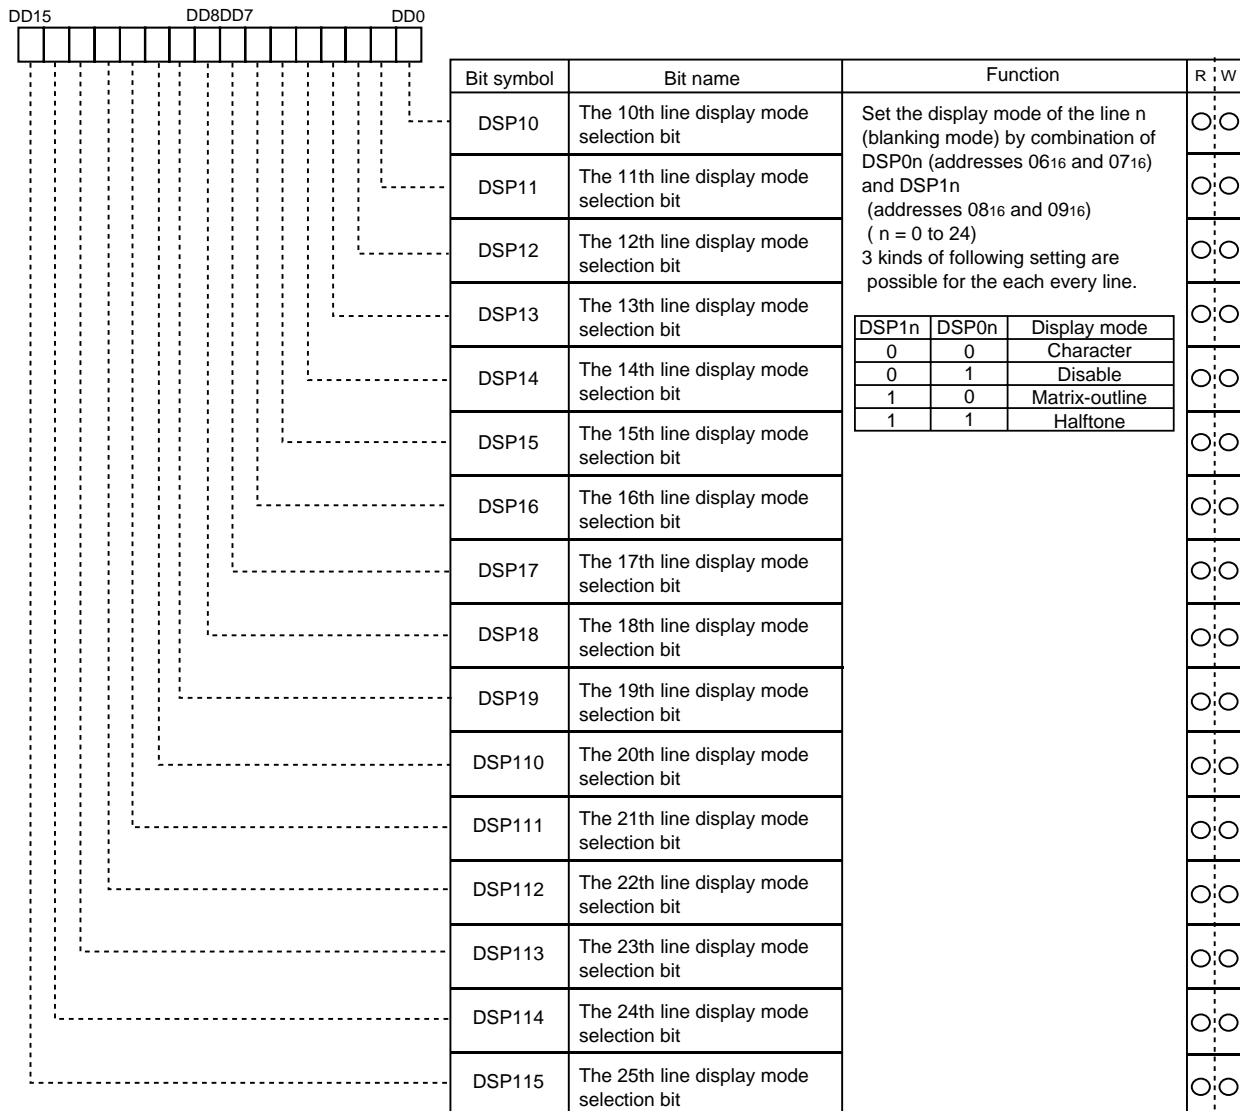 DD15 DD8DD7 DD0
Bit symbol Bit name Function R W
DSP10 The 10th line display mode
selection bit
DSP11 The 11th line display mode
selection bit
DSP12 The 12th line display mode
selection bit
DSP13 The 13th line display mode
selection bit
DSP14 The 14th line display mode
selection bit
DSP15 The 15th line display mode
selection bit
DSP16 The 16th line display mode
selection bit
DSP17 The 17th line display mode
selection bit
DSP18 The 18th line display mode
selection bit
DSP19 The 19th line display mode
selection bit
DSP110 The 20th line display mode
selection bit
DSP111 The 21th line display mode
selection bit
DSP112 The 22th line display mode
selection bit
DSP113 The 23th line display mode
selection bit
DSP114 The 24th line display mode
selection bit
DSP115 The 25th line display mode
selection bit
Set the display mode of the line n
(blanking mode) by combination of
DSP0n (addresses 0616 and 0716)
and DSP1n
(addresses 0816 and 0916)
( n = 0 to 24)
3 kinds of following setting are
possible for the each every line.
DSP1n DSP0n Display mode
0 0 Character
0 1 Disable
1 0 Matrix-outline
1 1 Halftone